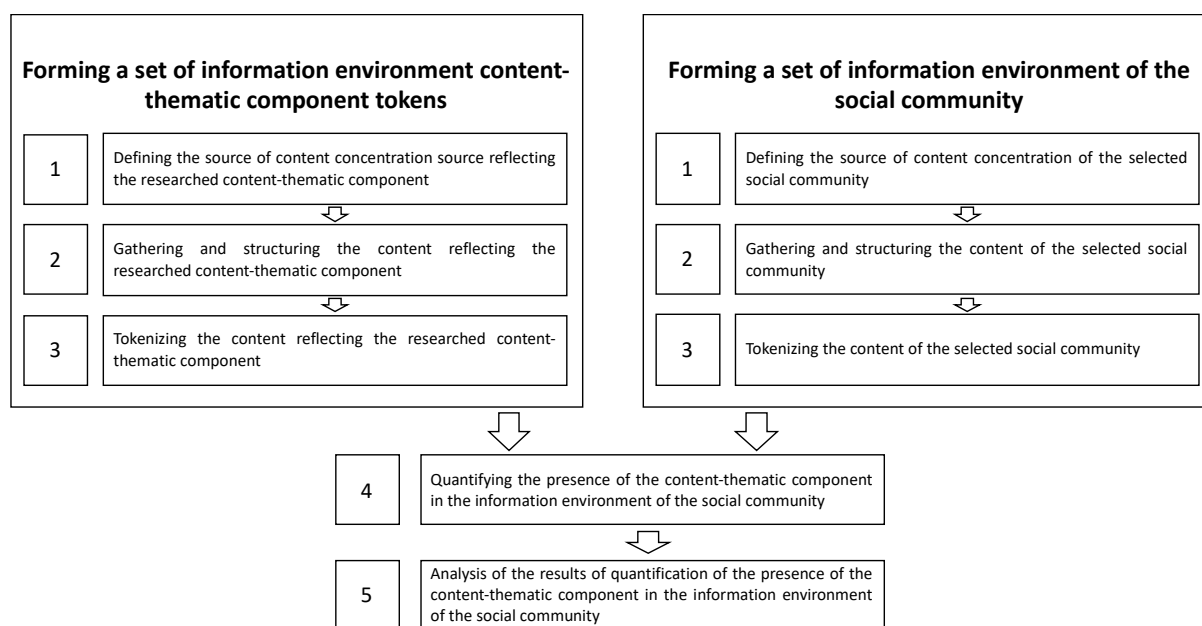 Forming a set of information environment content-
thematic component tokens
1
Defining the source of content concentration source reflecting
the researched content-thematic component
2
Gathering and structuring the content reflecting the
researched content-thematic component
3
Tokenizing the content reflecting the researched content-
thematic component
Forming a set of information environment of the
social community
1
Defining the source of content concentration of the selected
social community
2
Gathering and structuring the content of the selected social
community
3
Tokenizing the content of the selected social community
4
Quantifying the presence of the content-thematic component
in the information environment of the social community
5
Analysis of the results of quantification of the presence of the
content-thematic component in the information environment
of the social community